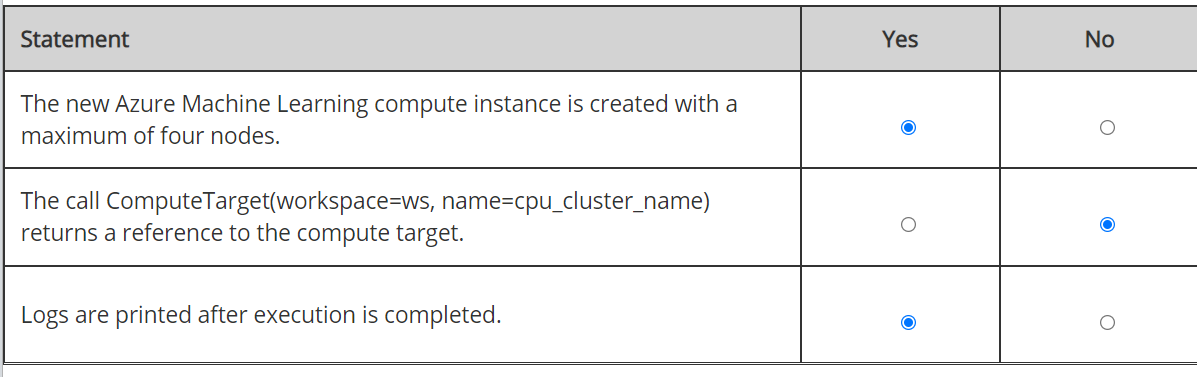 Statement Yes No
The new Azure Machine Learning compute instance is created with a
maximum of four nodes.
The call ComputeTarget(workspace=ws, name=cpu_cluster_name)
returns a reference to the compute target.
Logs are printed after execution is completed.